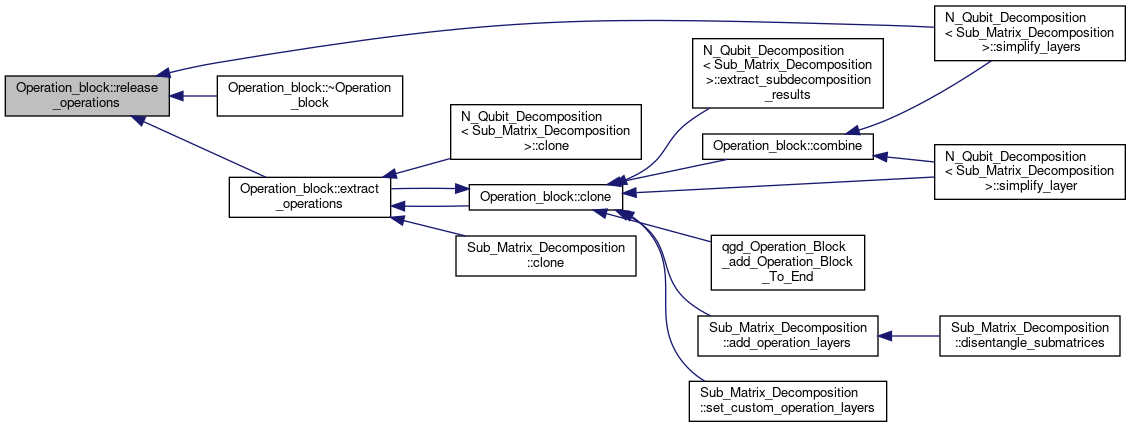 Operation_block::release
_operations
Operation_block::~Operation
_block
Operation_block::extract
_operations
N_Qubit_Decomposition
< Sub_Matrix_Decomposition
>::clone
Operation_block::clone
Sub_Matrix_Decomposition
::clone
N_Qubit_Decomposition
< Sub_Matrix_Decomposition
>::extract_subdecomposition
_results
Operation_block::combine
N_Qubit_Decomposition
< Sub_Matrix_Decomposition
>::simplify_layers
N_Qubit_Decomposition
< Sub_Matrix_Decomposition
>::simplify_layer
qgd_Operation_Block
_add_Operation_Block
_To_End
Sub_Matrix_Decomposition
::add_operation_layers
Sub_Matrix_Decomposition
::disentangle_submatrices
Sub_Matrix_Decomposition
::set_custom_operation_layers